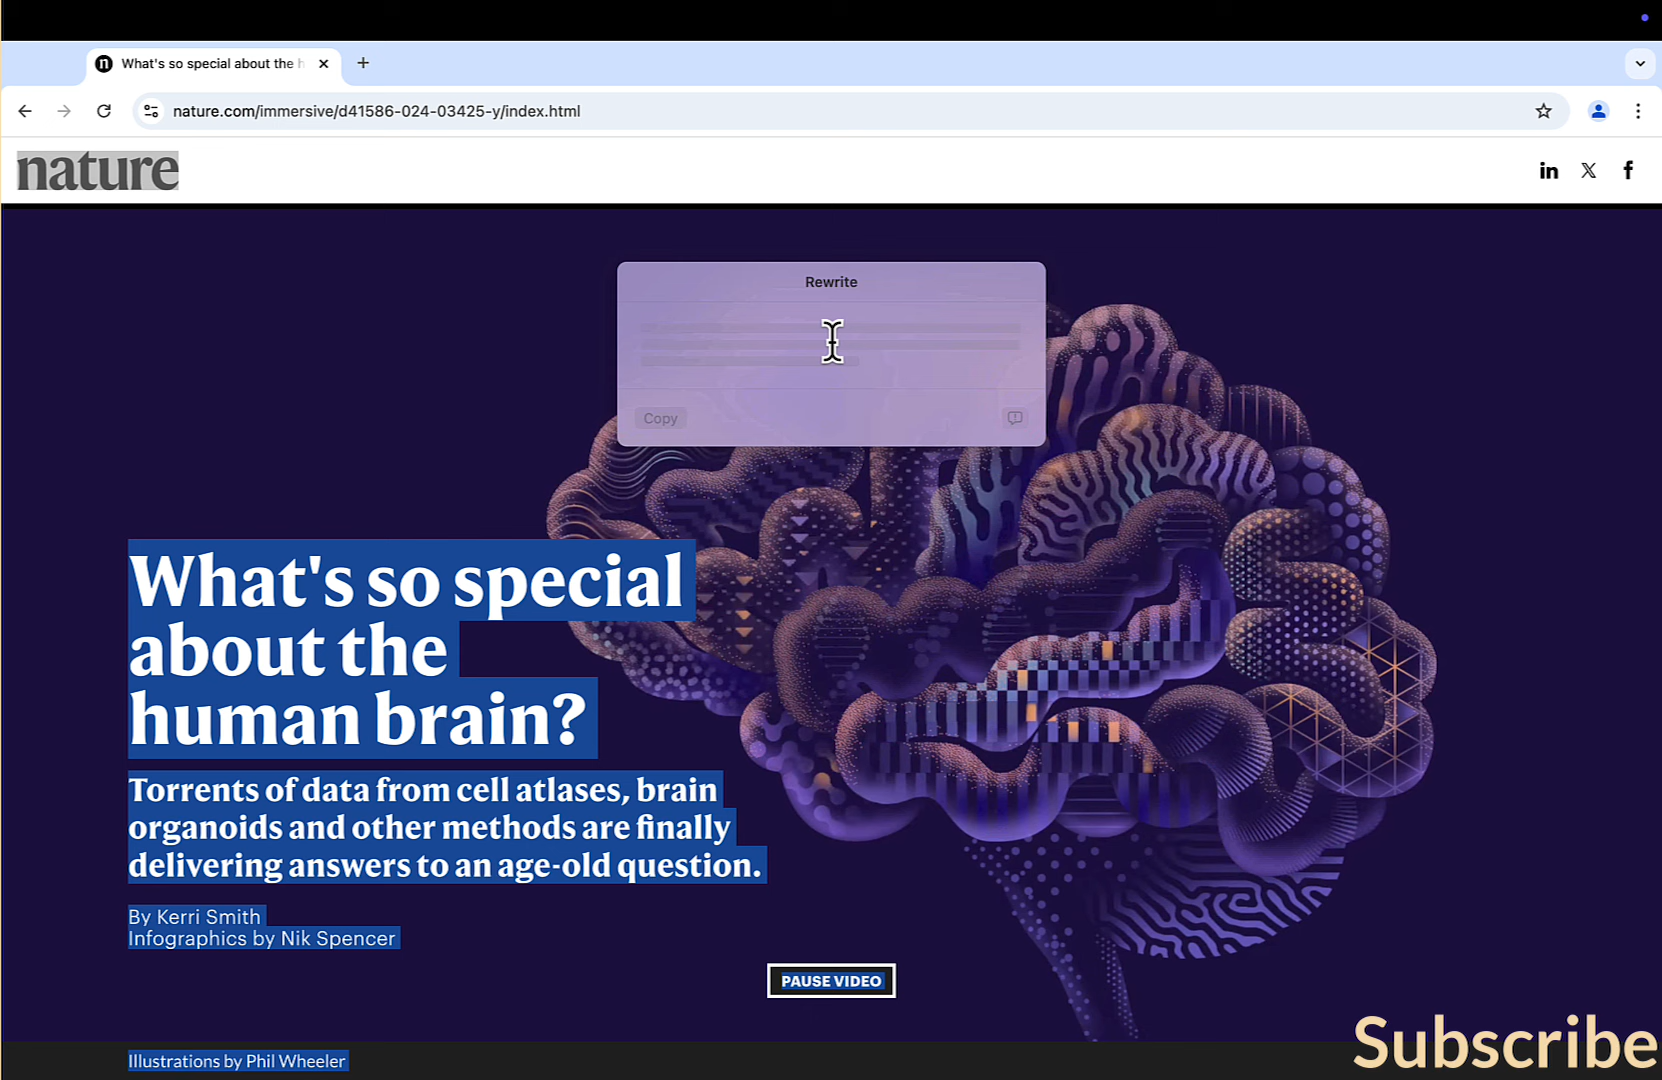 What's so special about the h
nature.com/immersive/d41586-024-03425-y/index.html
nature
in X f
Rewrite
Copy
What's so special
about the
human brain?
Torrents of data from cell atlases, brain
organoids and other methods are finally
delivering answers to an age-old question.
By Kerri Smith
Infographics by Nik Spencer
PAUSE VIDEO
Illustrations by Phil Wheeler
Subscribe